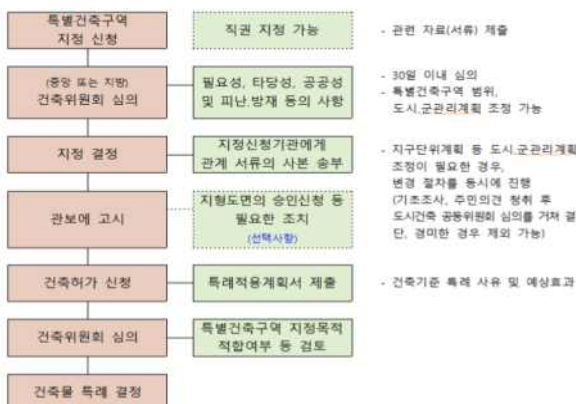 특별건축구역
지정 신청
직권 지정 가능
- 관련 자료(서류) 제출
(중앙 또는 지방)
건축위원회 심의
필요성, 타당성, 공공성
및 피난.방재 등의 사항
- 30일 이내 심의
- 특별건축구역 범위,
도시.군관리계획 조정 가능
지정 결정
지정신청기관에게
관계 서류의 사본 송부
- 지구단위계획 등 도시.군관리계획
조정이 필요한 경우,
변경 절차를 동시에 진행
(기초조사, 주민의견 청취 후
도시건축 공동위원회 심의를 거쳐 결
단, 경미한 경우 제외 가능)
관보에 고시
지형도면의 승인신청 등
필요한 조치
(선택사항)
건축허가 신청
특례적용계획서 제출
- 건축기준 특례 사유 및 예상효과
건축위원회 심의
특별건축구역 지정목적
적합여부 등 검토
건축물 특례 결정